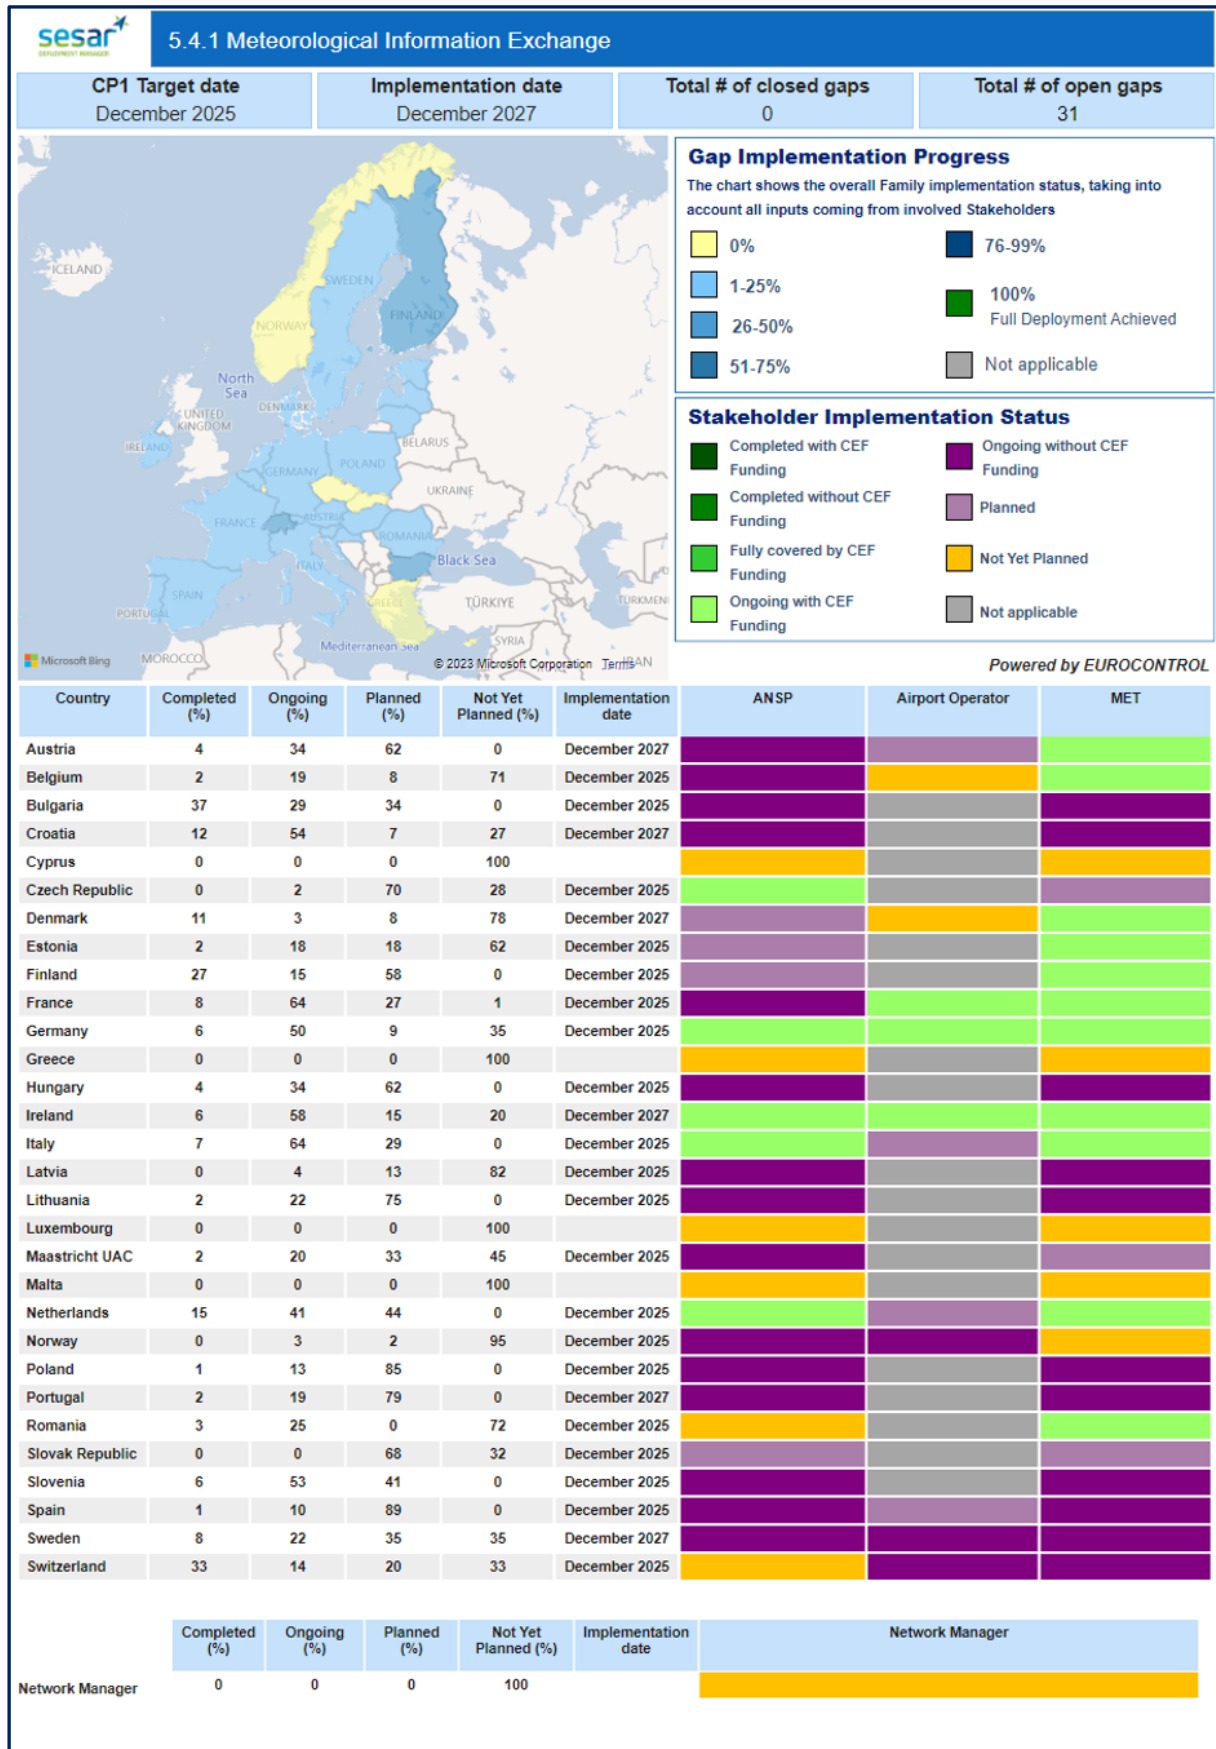 sesar
DEPLOYMENT MANAGER
5.4.1 Meteorological Information Exchange
CP1 Target date
December 2025
Implementation date
December 2027
Total # of closed gaps
0
Total # of open gaps
31
ICELAND
SWEDEN
FINLAND
NORWAY
North
Sea
DENMARK
UNITED
KINGDOM
IRELAND
BELARUS
POLAND
GERMANY
UKRAINE
FRANCE
AUSTRIA
ROMANIA
ITALY
Black Sea
PORTUGAL
SPAIN
GREECE
TÜRKIYE
TURKMEN
Mediterranean Sea
SYRIA
MOROCCO
IRAN
Microsoft Bing
© 2023 Microsoft Corporation Terms
Gap Implementation Progress
The chart shows the overall Family implementation status, taking into
account all inputs coming from involved Stakeholders
0%
1-25%
26-50%
51-75%
76-99%
100%
Full Deployment Achieved
Not applicable
Stakeholder Implementation Status
Completed with CEF
Funding
Completed without CEF
Funding
Fully covered by CEF
Funding
Ongoing with CEF
Funding
Ongoing without CEF
Funding
Planned
Not Yet Planned
Not applicable
Powered by EUROCONTROL
Country Completed (%) Ongoing (%) Planned (%) Not Yet Planned (%) Implementation date ANSP Airport Operator MET
Austria 4 34 62 0 December 2027
Belgium 2 19 8 71 December 2025
Bulgaria 37 29 34 0 December 2025
Croatia 12 54 7 27 December 2027
Cyprus 0 0 0 100
Czech Republic 0 2 70 28 December 2025
Denmark 11 3 8 78 December 2027
Estonia 2 18 18 62 December 2025
Finland 27 15 58 0 December 2025
France 8 64 27 1 December 2025
Germany 6 50 9 35 December 2025
Greece 0 0 0 100
Hungary 4 34 62 0 December 2025
Ireland 6 58 15 20 December 2027
Italy 7 64 29 0 December 2025
Latvia 0 4 13 82 December 2025
Lithuania 2 22 75 0 December 2025
Luxembourg 0 0 0 100
Maastricht UAC 2 20 33 45 December 2025
Malta 0 0 0 100
Netherlands 15 41 44 0 December 2025
Norway 0 3 2 95 December 2025
Poland 1 13 85 0 December 2025
Portugal 2 19 79 0 December 2027
Romania 3 25 0 72 December 2025
Slovak Republic 0 0 68 32 December 2025
Slovenia 6 53 41 0 December 2025
Spain 1 10 89 0 December 2025
Sweden 8 22 35 35 December 2027
Switzerland 33 14 20 33 December 2025
Completed (%) Ongoing (%) Planned (%) Not Yet Planned (%) Implementation date Network Manager
Network Manager 0 0 0 100